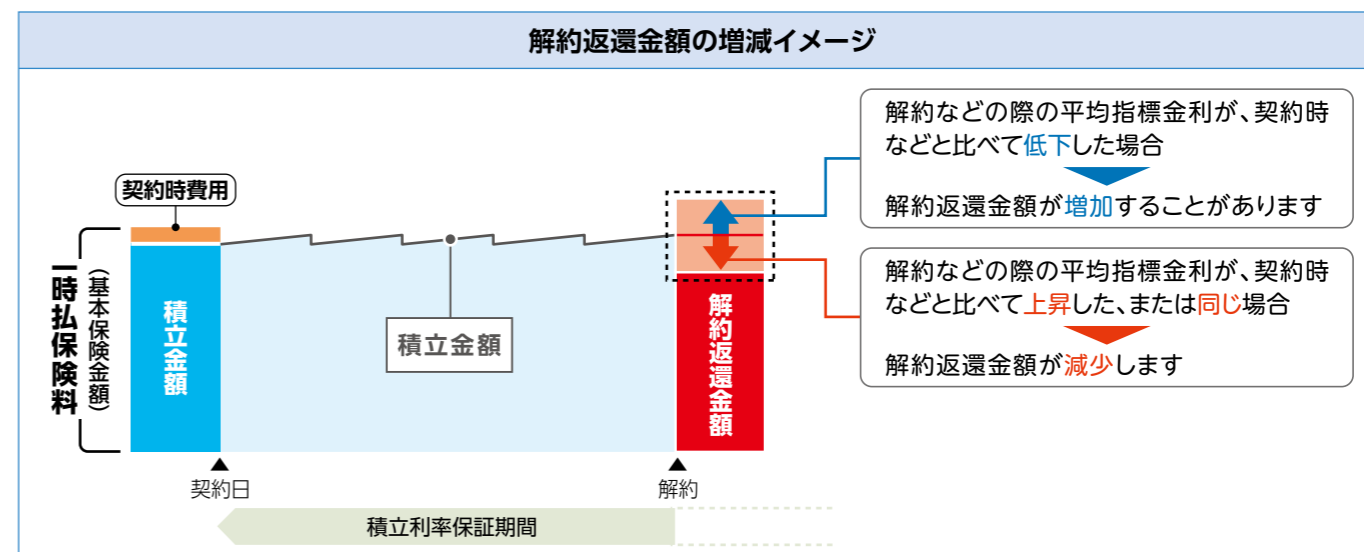 解約返還金額の増減イメージ
契約時費用
一時払保険料
（基本保険金額）
積立金額
積立金額
解約返還金額
契約日
解約
積立利率保証期間
解約などの際の平均指標金利が、契約時
などと比べて低下した場合
解約返還金額が増加することがあります
解約などの際の平均指標金利が、契約時
などと比べて上昇した、または同じ場合
解約返還金額が減少します